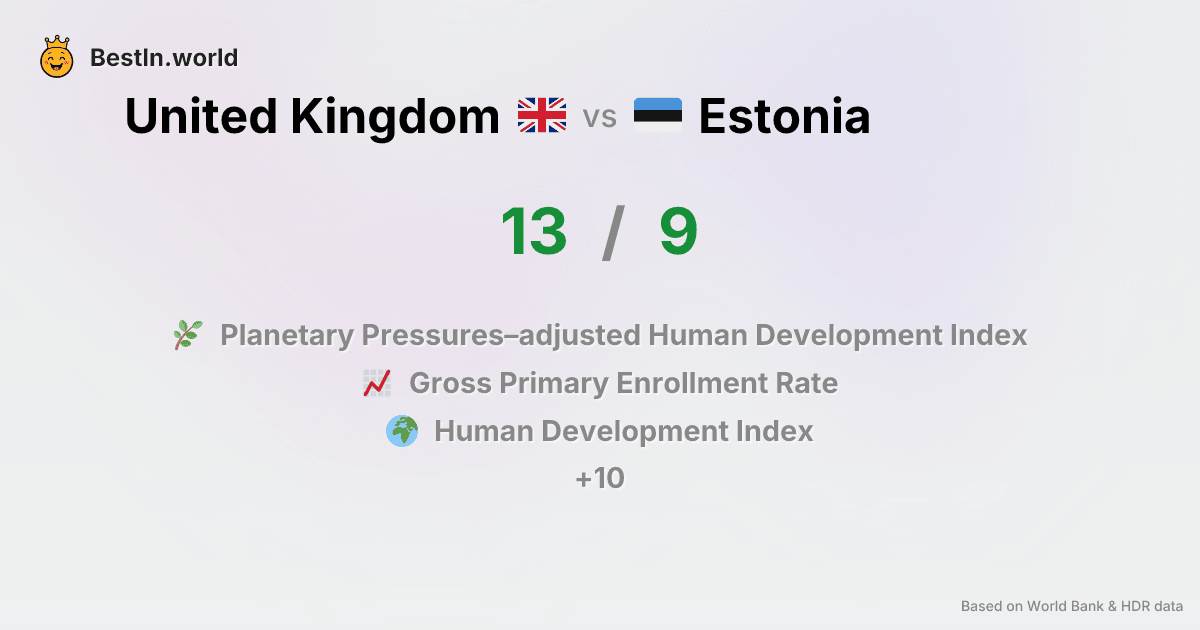 BestIn.world
United Kingdom vs Estonia
13 / 9
Planetary Pressures–adjusted Human Development Index
Gross Primary Enrollment Rate
Human Development Index
+10
Based on World Bank & HDR data